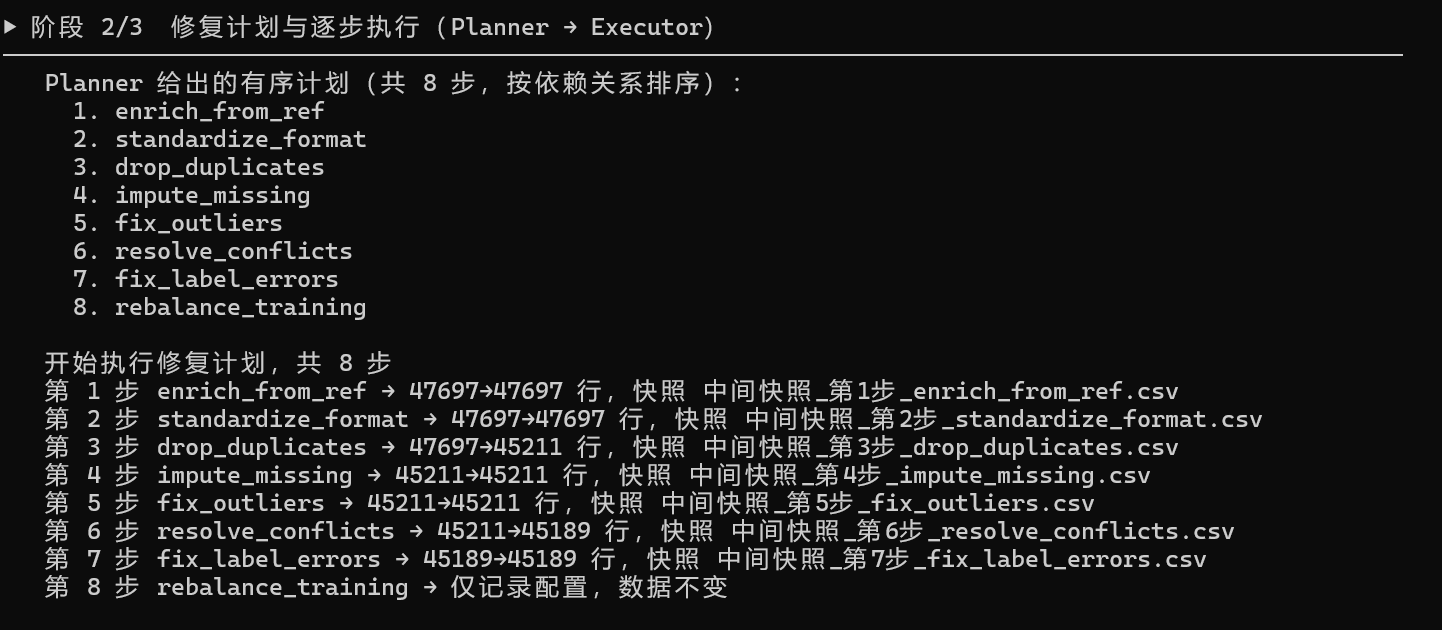 ▶ 阶段 2/3  修复计划与逐步执行（Planner → Executor）
Planner 给出的有序计划（共 8 步，按依赖关系排序）：
1. enrich_from_ref
2. standardize_format
3. drop_duplicates
4. impute_missing
5. fix_outliers
6. resolve_conflicts
7. fix_label_errors
8. rebalance_training
开始执行修复计划，共 8 步
第 1 步 enrich_from_ref → 47697→47697 行，快照 中间快照_第1步_enrich_from_ref.csv
第 2 步 standardize_format → 47697→47697 行，快照 中间快照_第2步_standardize_format.csv
第 3 步 drop_duplicates → 47697→45211 行，快照 中间快照_第3步_drop_duplicates.csv
第 4 步 impute_missing → 45211→45211 行，快照 中间快照_第4步_impute_missing.csv
第 5 步 fix_outliers → 45211→45211 行，快照 中间快照_第5步_fix_outliers.csv
第 6 步 resolve_conflicts → 45211→45189 行，快照 中间快照_第6步_resolve_conflicts.csv
第 7 步 fix_label_errors → 45189→45189 行，快照 中间快照_第7步_fix_label_errors.csv
第 8 步 rebalance_training → 仅记录配置，数据不变